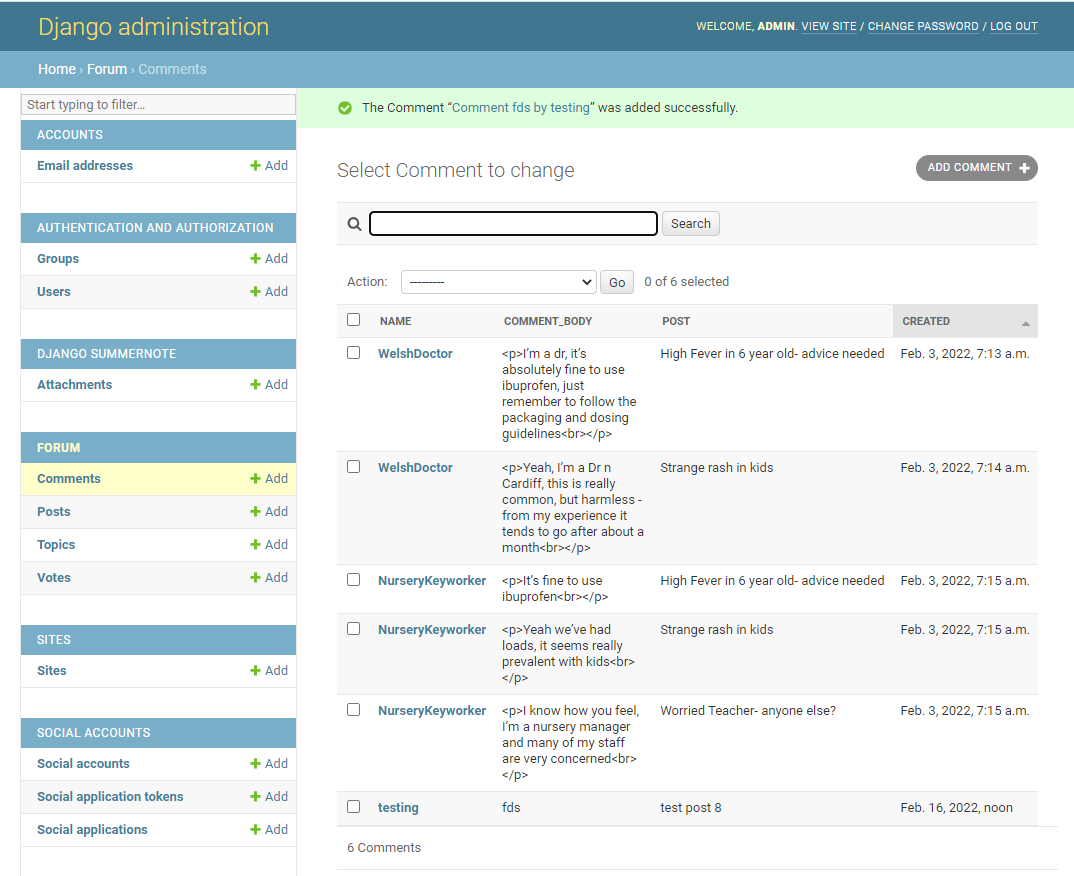 Django administration
WELCOME, ADMIN. VIEW SITE / CHANGE PASSWORD / LOG OUT
Home › Forum › Comments
Start typing to filter...
ACCOUNTS
Email addresses Add
AUTHENTICATION AND AUTHORIZATION
Groups Add
Users Add
DJANGO SUMMERNOTE
Attachments Add
FORUM
Comments Add
Posts Add
Topics Add
Votes Add
SITES
Sites Add
SOCIAL ACCOUNTS
Social accounts Add
Social application tokens Add
Social applications Add
The Comment “Comment fds by testing” was added successfully.
Select Comment to change
ADD COMMENT
Search
Action: --------- Go 0 of 6 selected
NAME COMMENT_BODY POST CREATED
WelshDoctor <p>I’m a dr, it’s High Fever in 6 year old- advice needed Feb. 3, 2022, 7:13 a.m.
absolutely fine to use
ibuprofen, just
remember to follow the
packaging and dosing
guidelines<br></p>
WelshDoctor <p>Yeah, I’m a Dr n Strange rash in kids Feb. 3, 2022, 7:14 a.m.
Cardiff, this is really
common, but harmless -
from my experience it
tends to go after about a
month<br></p>
NurseryKeyworker <p>It’s fine to use High Fever in 6 year old- advice needed Feb. 3, 2022, 7:15 a.m.
ibuprofen<br></p>
NurseryKeyworker <p>Yeah we’ve had Strange rash in kids Feb. 3, 2022, 7:15 a.m.
loads, it seems really
prevalent with kids<br>
</p>
NurseryKeyworker <p>I know how you feel, Worried Teacher- anyone else? Feb. 3, 2022, 7:15 a.m.
I’m a nursery manager
and many of my staff
are very concerned<br>
</p>
testing fds test post 8 Feb. 16, 2022, noon
6 Comments